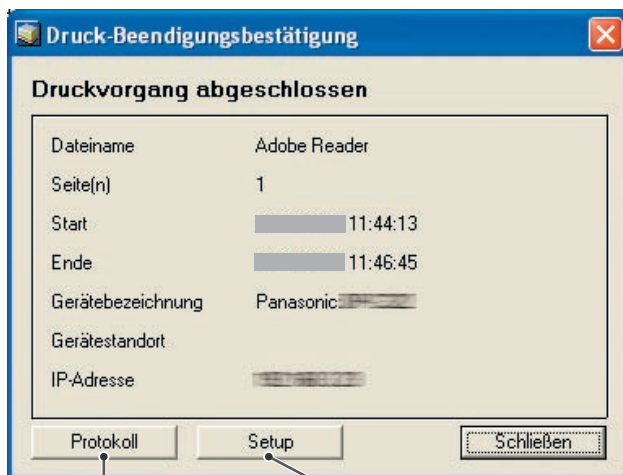 Druck-Beendigungsbestätigung
Druckvorgang abgeschlossen
Dateiname Adobe Reader
Seite(n) 1
Start 11:44:13
Ende 11:46:45
Gerätebezeichnung Panasonic
Gerätestandort
IP-Adresse
Protokoll Setup Schließen